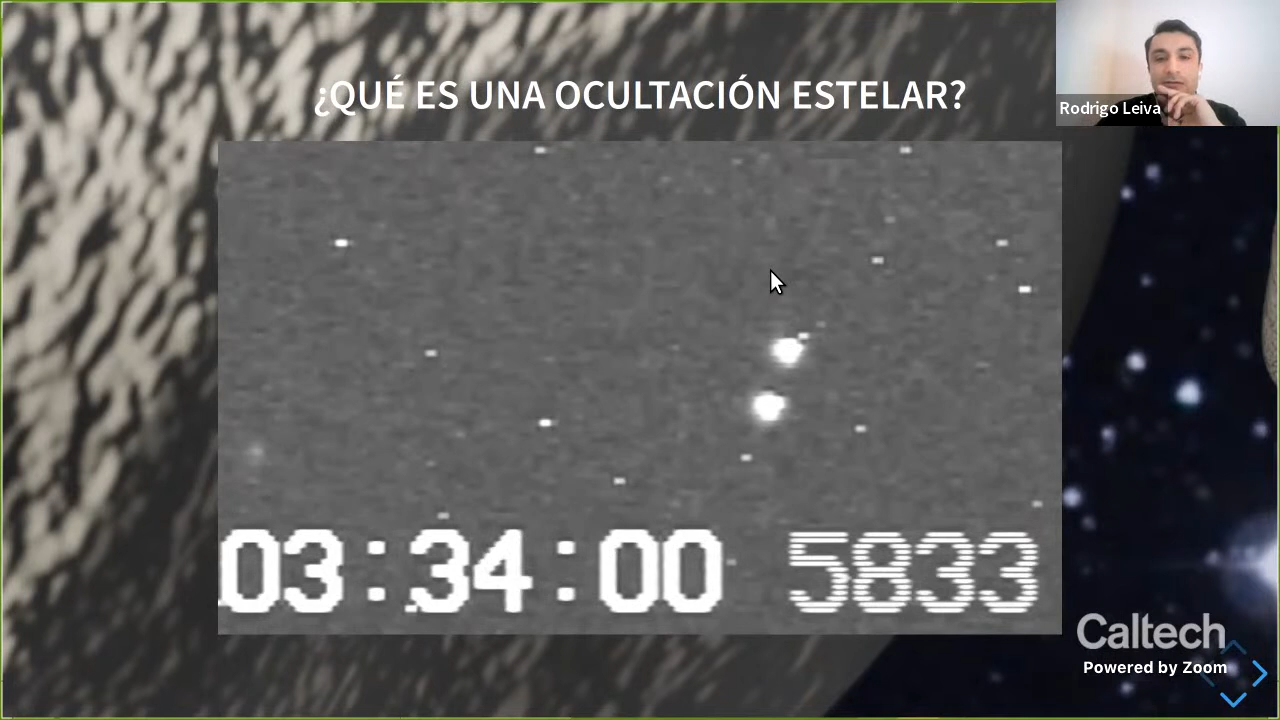 ¿QUÉ ES UNA OCULTACIÓN ESTELAR?
Rodrigo Leiva
03:34:00 5833
Caltech
Powered by Zoom